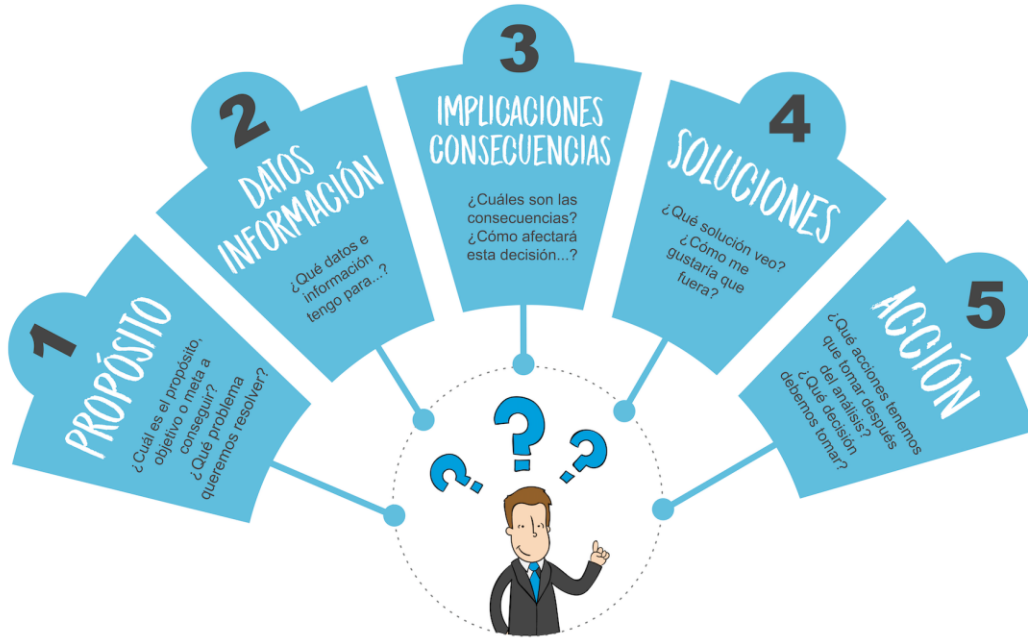 1
PROPÓSITO
¿Cuál es el propósito,
objetivo o meta a
conseguir?
¿Qué problema
queremos resolver?
2
DATOS
INFORMACIÓN
¿Qué datos e
información
tengo para...?
3
IMPLICACIONES
CONSECUENCIAS
¿Cuáles son las
consecuencias?
¿Cómo afectará
esta decisión...?
4
SOLUCIONES
¿Qué solución veo?
¿Cómo me
gustaría que
fuera?
5
ACCIÓN
¿Qué acciones tenemos
que tomar después
del análisis?
¿Qué decisión
debemos tomar?
? ? ?